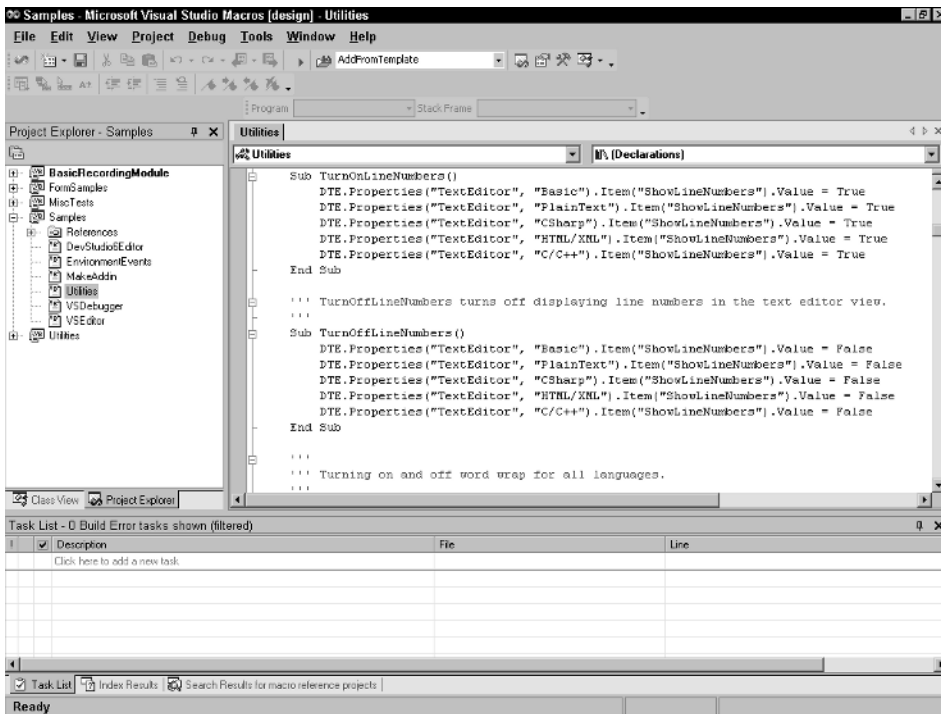 Samples - Microsoft Visual Studio Macros [design] - Utilities
File Edit View Project Debug Tools Window Help
AddFromTemplate
Program Stack Frame
Project Explorer - Samples
BasicRecordingModule
FormSamples
MiscTests
Samples
References
DevStudio6Editor
EnvironmentEvents
MakeAddin
Utilities
VSDebugger
VSEditor
Utilities
Class View Project Explorer
Utilities
Utilities (Declarations)
Sub TurnOnLineNumbers()
DTE.Properties("TextEditor", "Basic").Item("ShowLineNumbers").Value = True
DTE.Properties("TextEditor", "PlainText").Item("ShowLineNumbers").Value = True
DTE.Properties("TextEditor", "CSharp").Item("ShowLineNumbers").Value = True
DTE.Properties("TextEditor", "HTML/XML").Item("ShowLineNumbers").Value = True
DTE.Properties("TextEditor", "C/C++").Item("ShowLineNumbers").Value = True
End Sub
''' TurnOffLineNumbers turns off displaying line numbers in the text editor view.
'''
Sub TurnOffLineNumbers()
DTE.Properties("TextEditor", "Basic").Item("ShowLineNumbers").Value = False
DTE.Properties("TextEditor", "PlainText").Item("ShowLineNumbers").Value = False
DTE.Properties("TextEditor", "CSharp").Item("ShowLineNumbers").Value = False
DTE.Properties("TextEditor", "HTML/XML").Item("ShowLineNumbers").Value = False
DTE.Properties("TextEditor", "C/C++").Item("ShowLineNumbers").Value = False
End Sub
'''
''' Turning on and off word wrap for all languages.
'''
Task List - 0 Build Error tasks shown (filtered)
! Description File Line
Click here to add a new task
Task List Index Results Search Results for macro reference projects
Ready